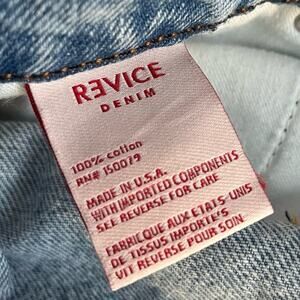 REVICE
DENIM
100% cotton
RN# 150079
MADE IN U.S.A.
WITH IMPORTED COMPONENTS
SEE REVERSE FOR CARE
FABRIQUE AUX ETATS-UNIS
DE TISSUS IMPORTES
VIT REVERSE POUR SOIN